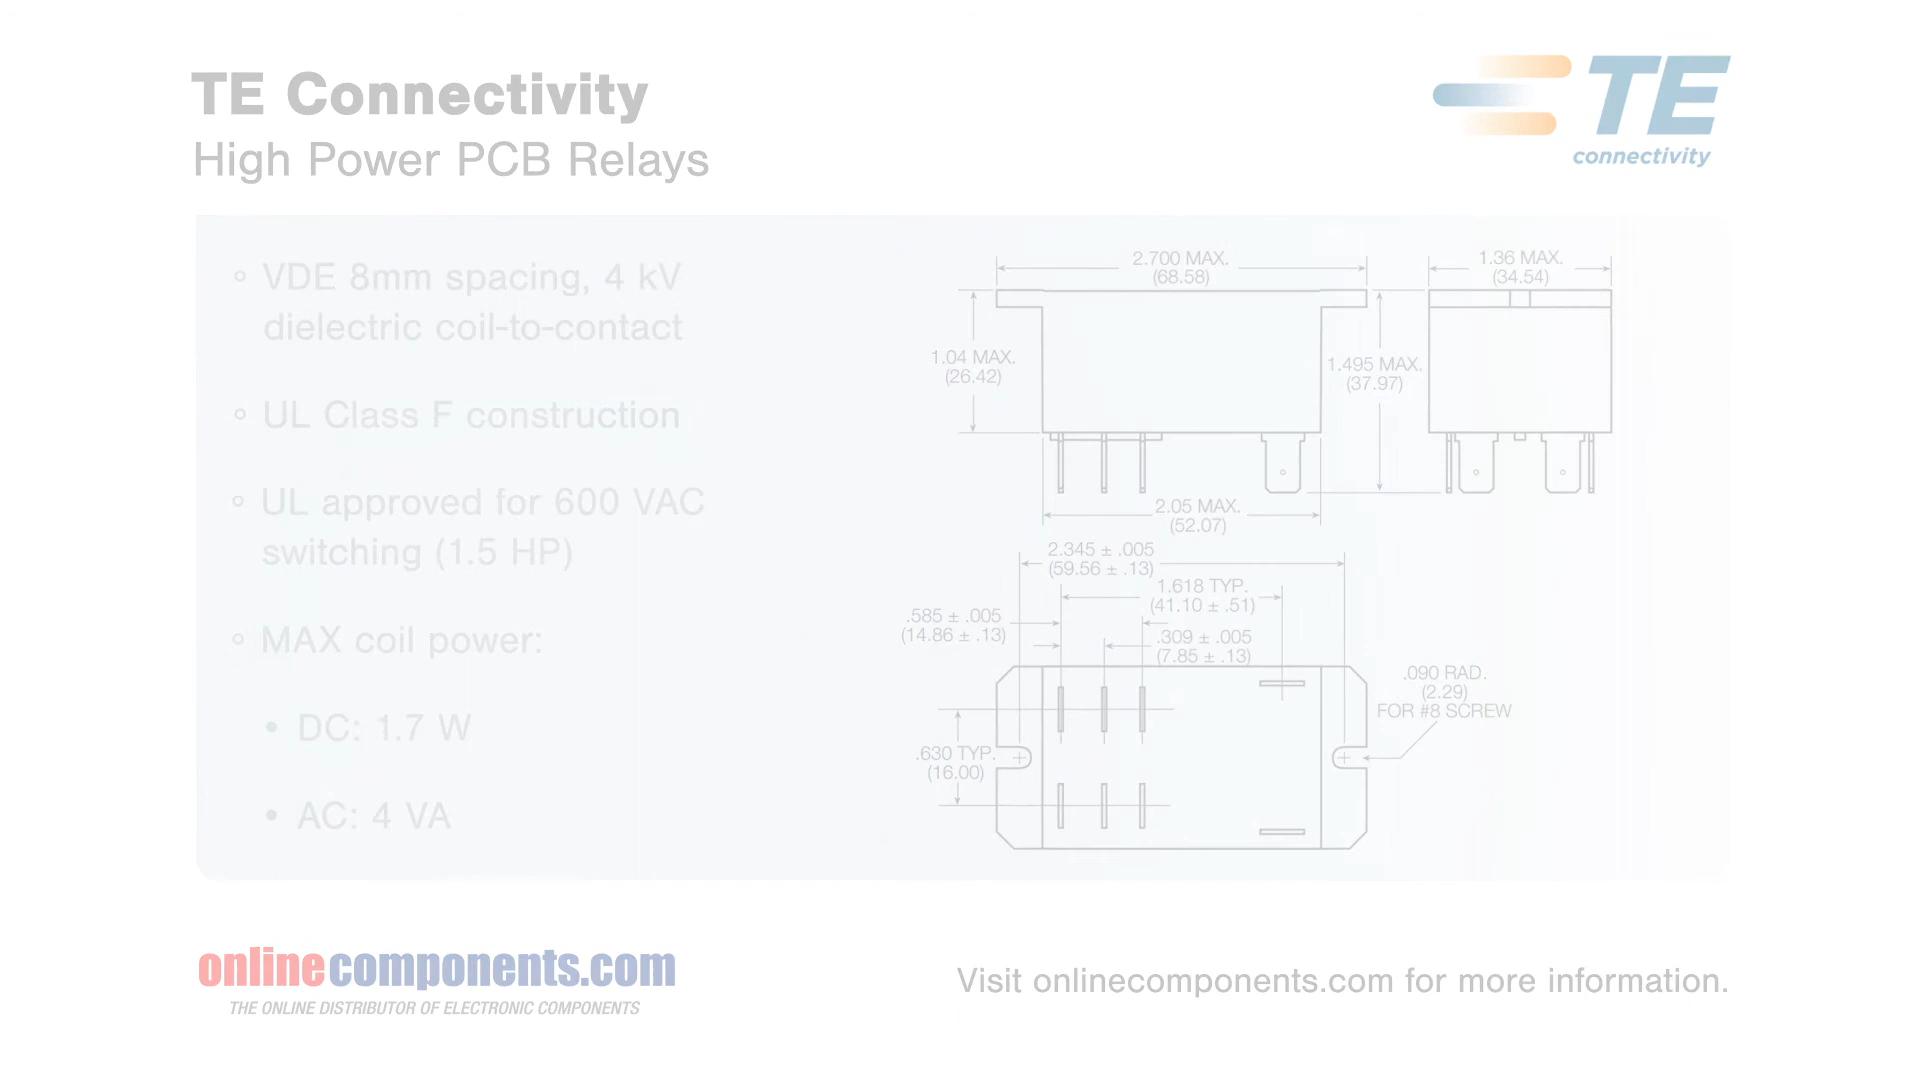 TE Connectivity
High Power PCB Relays
TE
connectivity
VDE 8mm spacing, 4 kV
dielectric coil-to-contact
UL Class F construction
UL approved for 600 VAC
switching (1.5 HP)
MAX coil power:
DC: 1.7 W
AC: 4 VA
2.700 MAX.
(68.58)
1.36 MAX.
(34.54)
1.04 MAX.
(26.42)
1.495 MAX.
(37.97)
2.05 MAX.
(52.07)
2.345 ± .005
(59.56 ± .13)
1.618 TYP.
(41.10 ± .51)
.585 ± .005
(14.86 ± .13)
.309 ± .005
(7.85 ± .13)
.090 RAD.
(2.29)
FOR #8 SCREW
.630 TYP.
(16.00)
onlinecomponents.com
THE ONLINE DISTRIBUTOR OF ELECTRONIC COMPONENTS
Visit onlinecomponents.com for more information.